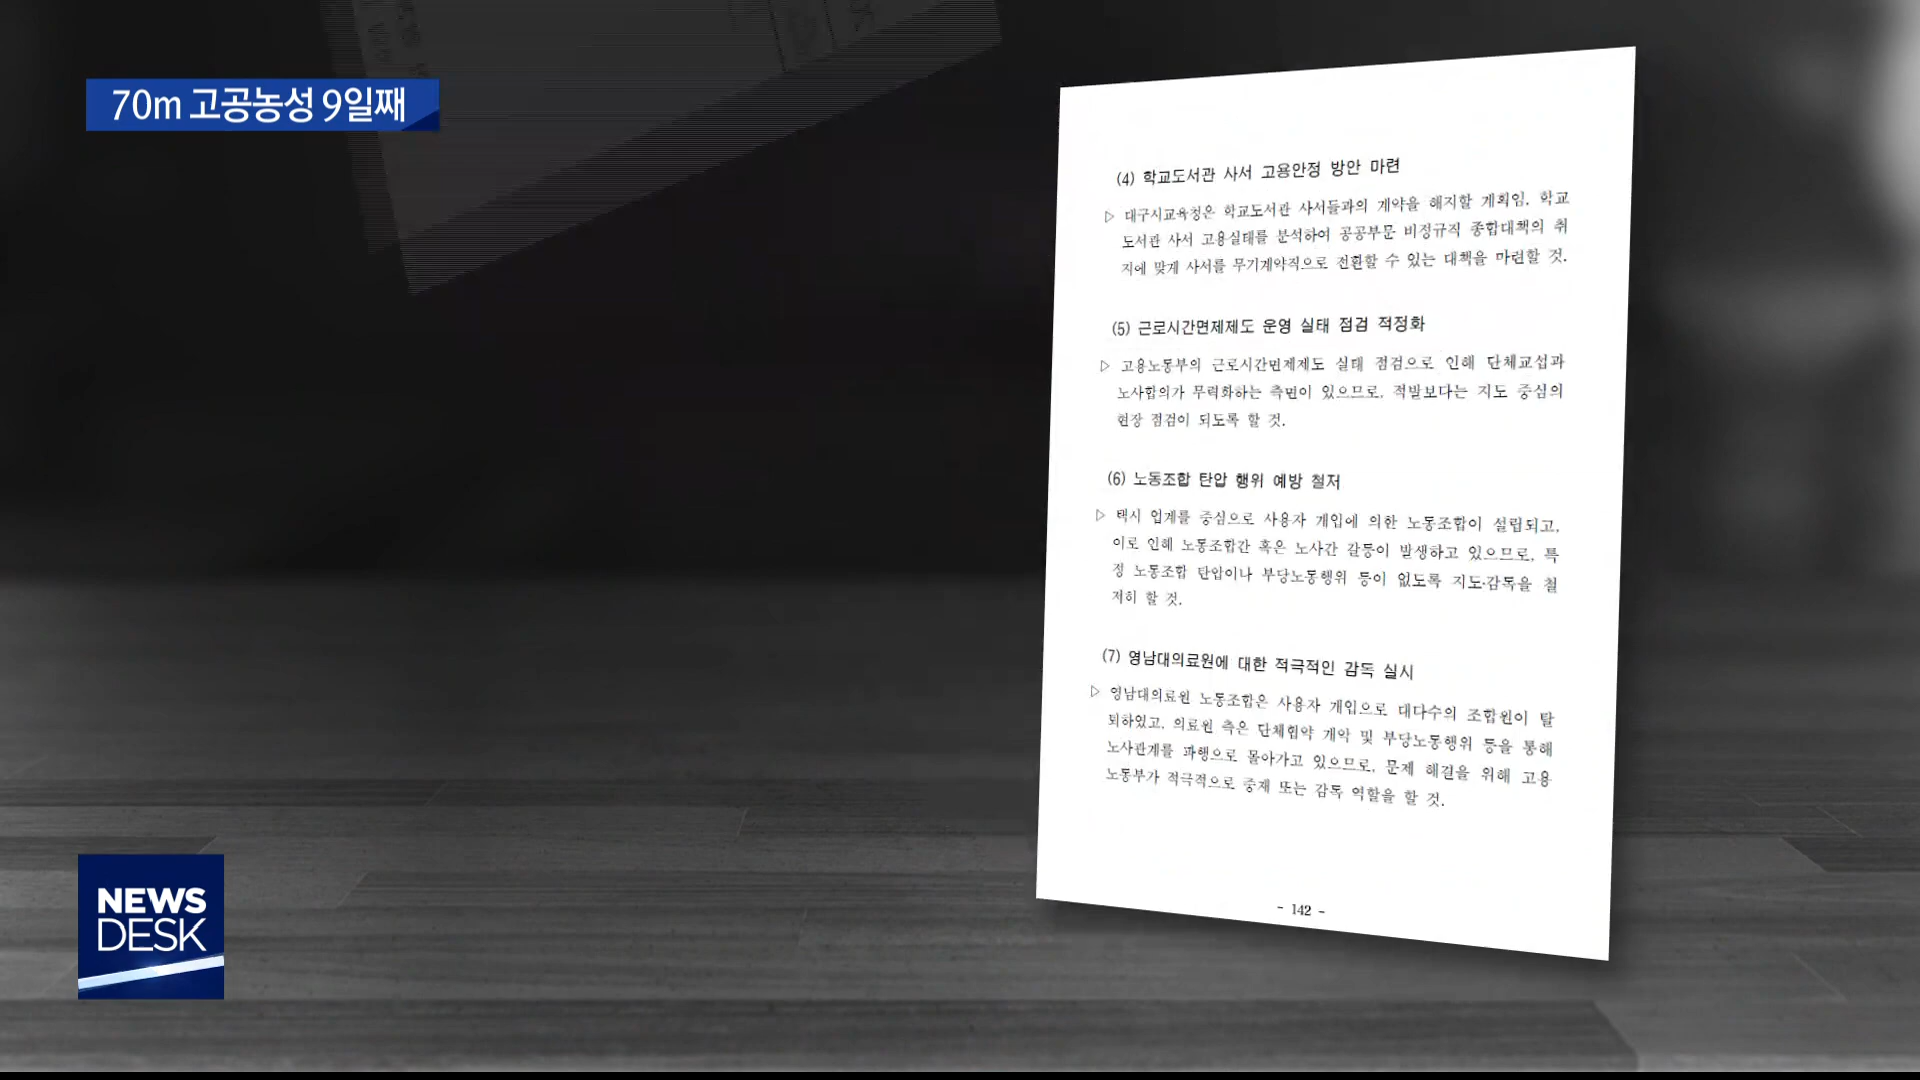 70m 고공농성 9일째
(4) 학교도서관 사서 고용안정 방안 마련
▷ 대구시교육청은 학교도서관 사서들과의 계약을 해지할 계획임. 학교
도서관 사서 고용실태를 분석하여 공공부문 비정규직 종합대책의 취
지에 맞게 사서를 무기계약직으로 전환할 수 있는 대책을 마련할 것.
(5) 근로시간면제제도 운영 실태 점검 적정화
▷ 고용노동부의 근로시간면제제도 실태 점검으로 인해 단체교섭과
노사합의가 무력화하는 측면이 있으므로, 적발보다는 지도 중심의
현장 점검이 되도록 할 것.
(6) 노동조합 탄압 행위 예방 철저
▷ 택시 업계를 중심으로 사용자 개입에 의한 노동조합이 설립되고,
이로 인해 노동조합간 혹은 노사간 갈등이 발생하고 있으므로, 특
정 노동조합 탄압이나 부당노동행위 등이 없도록 지도·감독을 철
저히 할 것.
(7) 영남대의료원에 대한 적극적인 감독 실시
▷ 영남대의료원 노동조합은 사용자 개입으로 대다수의 조합원이 탈
퇴하였고, 의료원 측은 단체협약 개악 및 부당노동행위 등을 통해
노사관계를 파행으로 몰아가고 있으므로, 문제 해결을 위해 고용
노동부가 적극적으로 중재 또는 감독 역할을 할 것.
- 142 -
NEWS
DESK